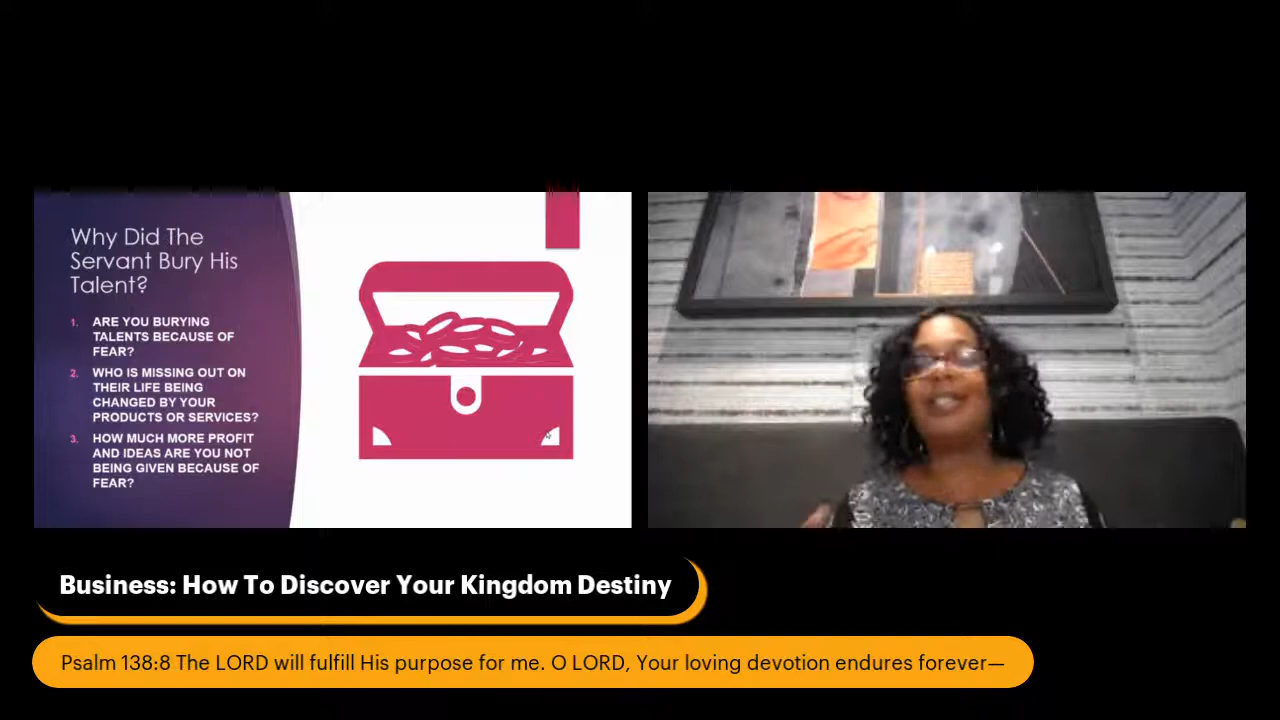 Why Did The
Servant Bury His
Talent?
1. ARE YOU BURYING
TALENTS BECAUSE OF
FEAR?
2. WHO IS MISSING OUT ON
THEIR LIFE BEING
CHANGED BY YOUR
PRODUCTS OR SERVICES?
3. HOW MUCH MORE PROFIT
AND IDEAS ARE YOU NOT
BEING GIVEN BECAUSE OF
FEAR?
Business: How To Discover Your Kingdom Destiny
Psalm 138:8 The LORD will fulfill His purpose for me. O LORD, Your loving devotion endures forever—